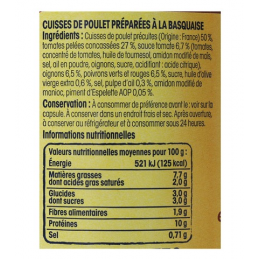 CUISSES DE POULET PRÉPARÉES À LA BASQUAISE
Ingrédients : Cuisses de poulet précuites (Origine : France) 50%,
tomates pelées concassées 27%, sauce tomate 6,7 % (tomates,
concentré de tomates, huile de tournesol, amidon modifié de maïs,
sel, ail en poudre, oignons, sucre, acidifiant : acide citrique),
oignons 6,5 %, poivrons verts et rouges 6,5 %, sucre, huile d'olive
vierge extra 0,6 %, sel, pulpe d'ail 0,3 %, amidon modifié de
manioc, piment d'Espelette AOP 0,05 %.
Conservation : À consommer de préférence avant le : voir sur la
capsule. À conserver dans un endroit frais et sec. Après ouverture,
à conserver au réfrigérateur et à consommer sous 24 heures.
Informations nutritionnelles
Valeurs nutritionnelles moyennes pour 100 g :
Énergie 521 kJ (125 kcal)
Matières grasses 7,7 g
dont acides gras saturés 2,0 g
Glucides 3,0 g
dont sucres 3,0 g
Fibres alimentaires 1,9 g
Protéines 10 g
Sel 0,71 g